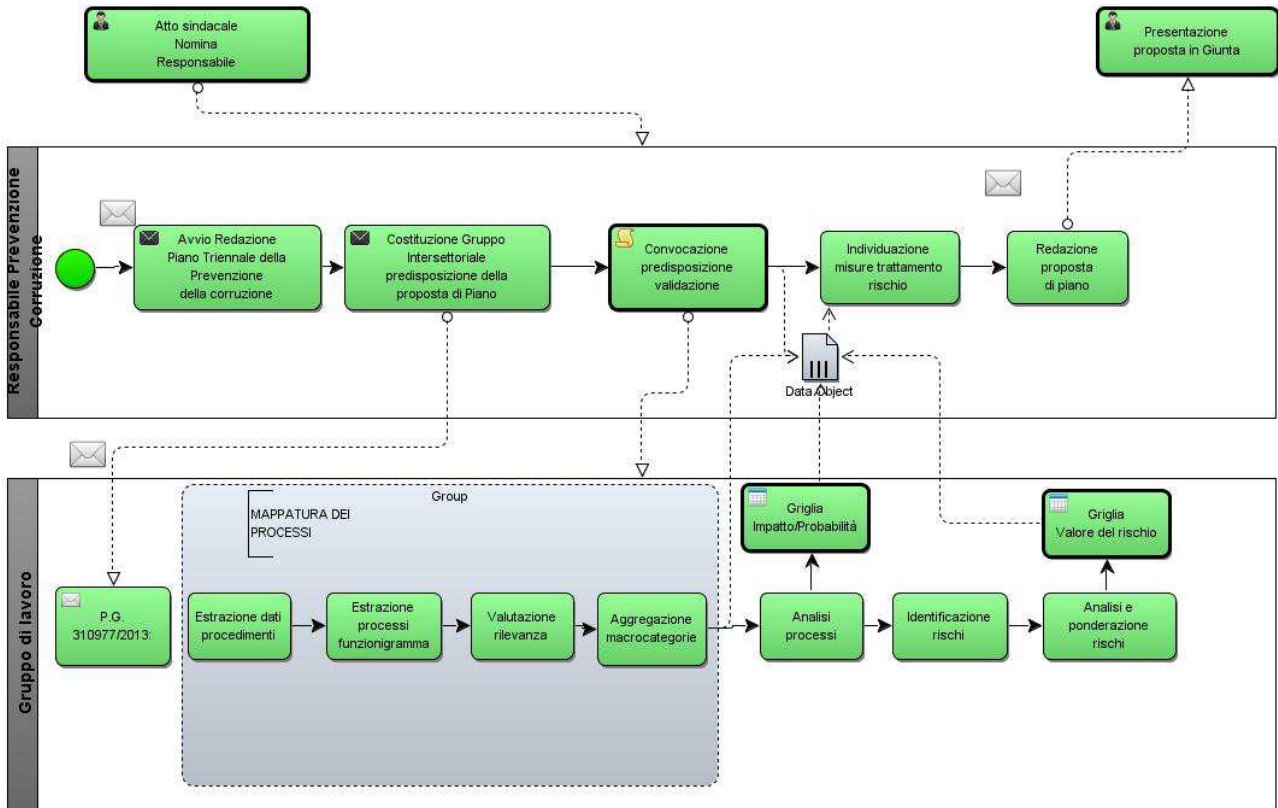 Atto sindacale
Nomina
Responsabile
Presentazione
proposta in Giunta
Responsabile Prevenzione
Corruzione
Avvio Redazione
Piano Triennale della
Prevenzione
della corruzione
Costituzione Gruppo
Intersettoriale
predisposizione della
proposta di Piano
Convocazione
predisposizione
validazione
Individuazione
misure trattamento
rischio
Redazione
proposta
di piano
Data Object
Gruppo di lavoro
Group
MAPPATURA DEI
PROCESSI
Griglia
Impatto/Probabilità
Griglia
Valore del rischio
P.G.
310977/2013:
Estrazione dati
procedimenti
Estrazione
processi
funzionigramma
Valutazione
rilevanza
Aggregazione
macrocategorie
Analisi
processi
Identificazione
rischi
Analisi e
ponderazione
rischi